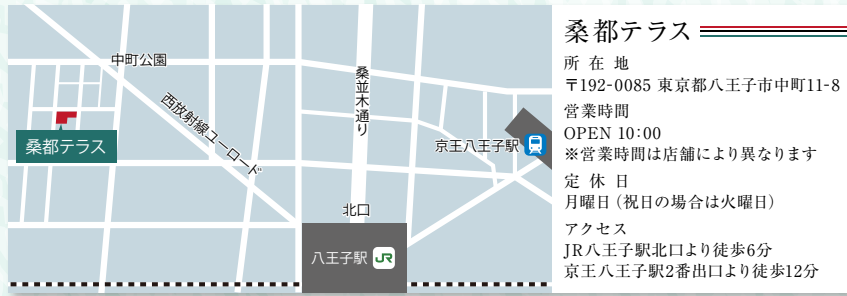 中町公園
西放射線ユーロード
桑並木通り
桑都テラス
京王八王子駅
北口
八王子駅 JR
桑都テラス
所在地
〒192-0085 東京都八王子市中町11-8
営業時間
OPEN 10:00
※営業時間は店舗により異なります
定休日
月曜日（祝日の場合は火曜日）
アクセス
JR八王子駅北口より徒歩6分
京王八王子駅2番出口より徒歩12分